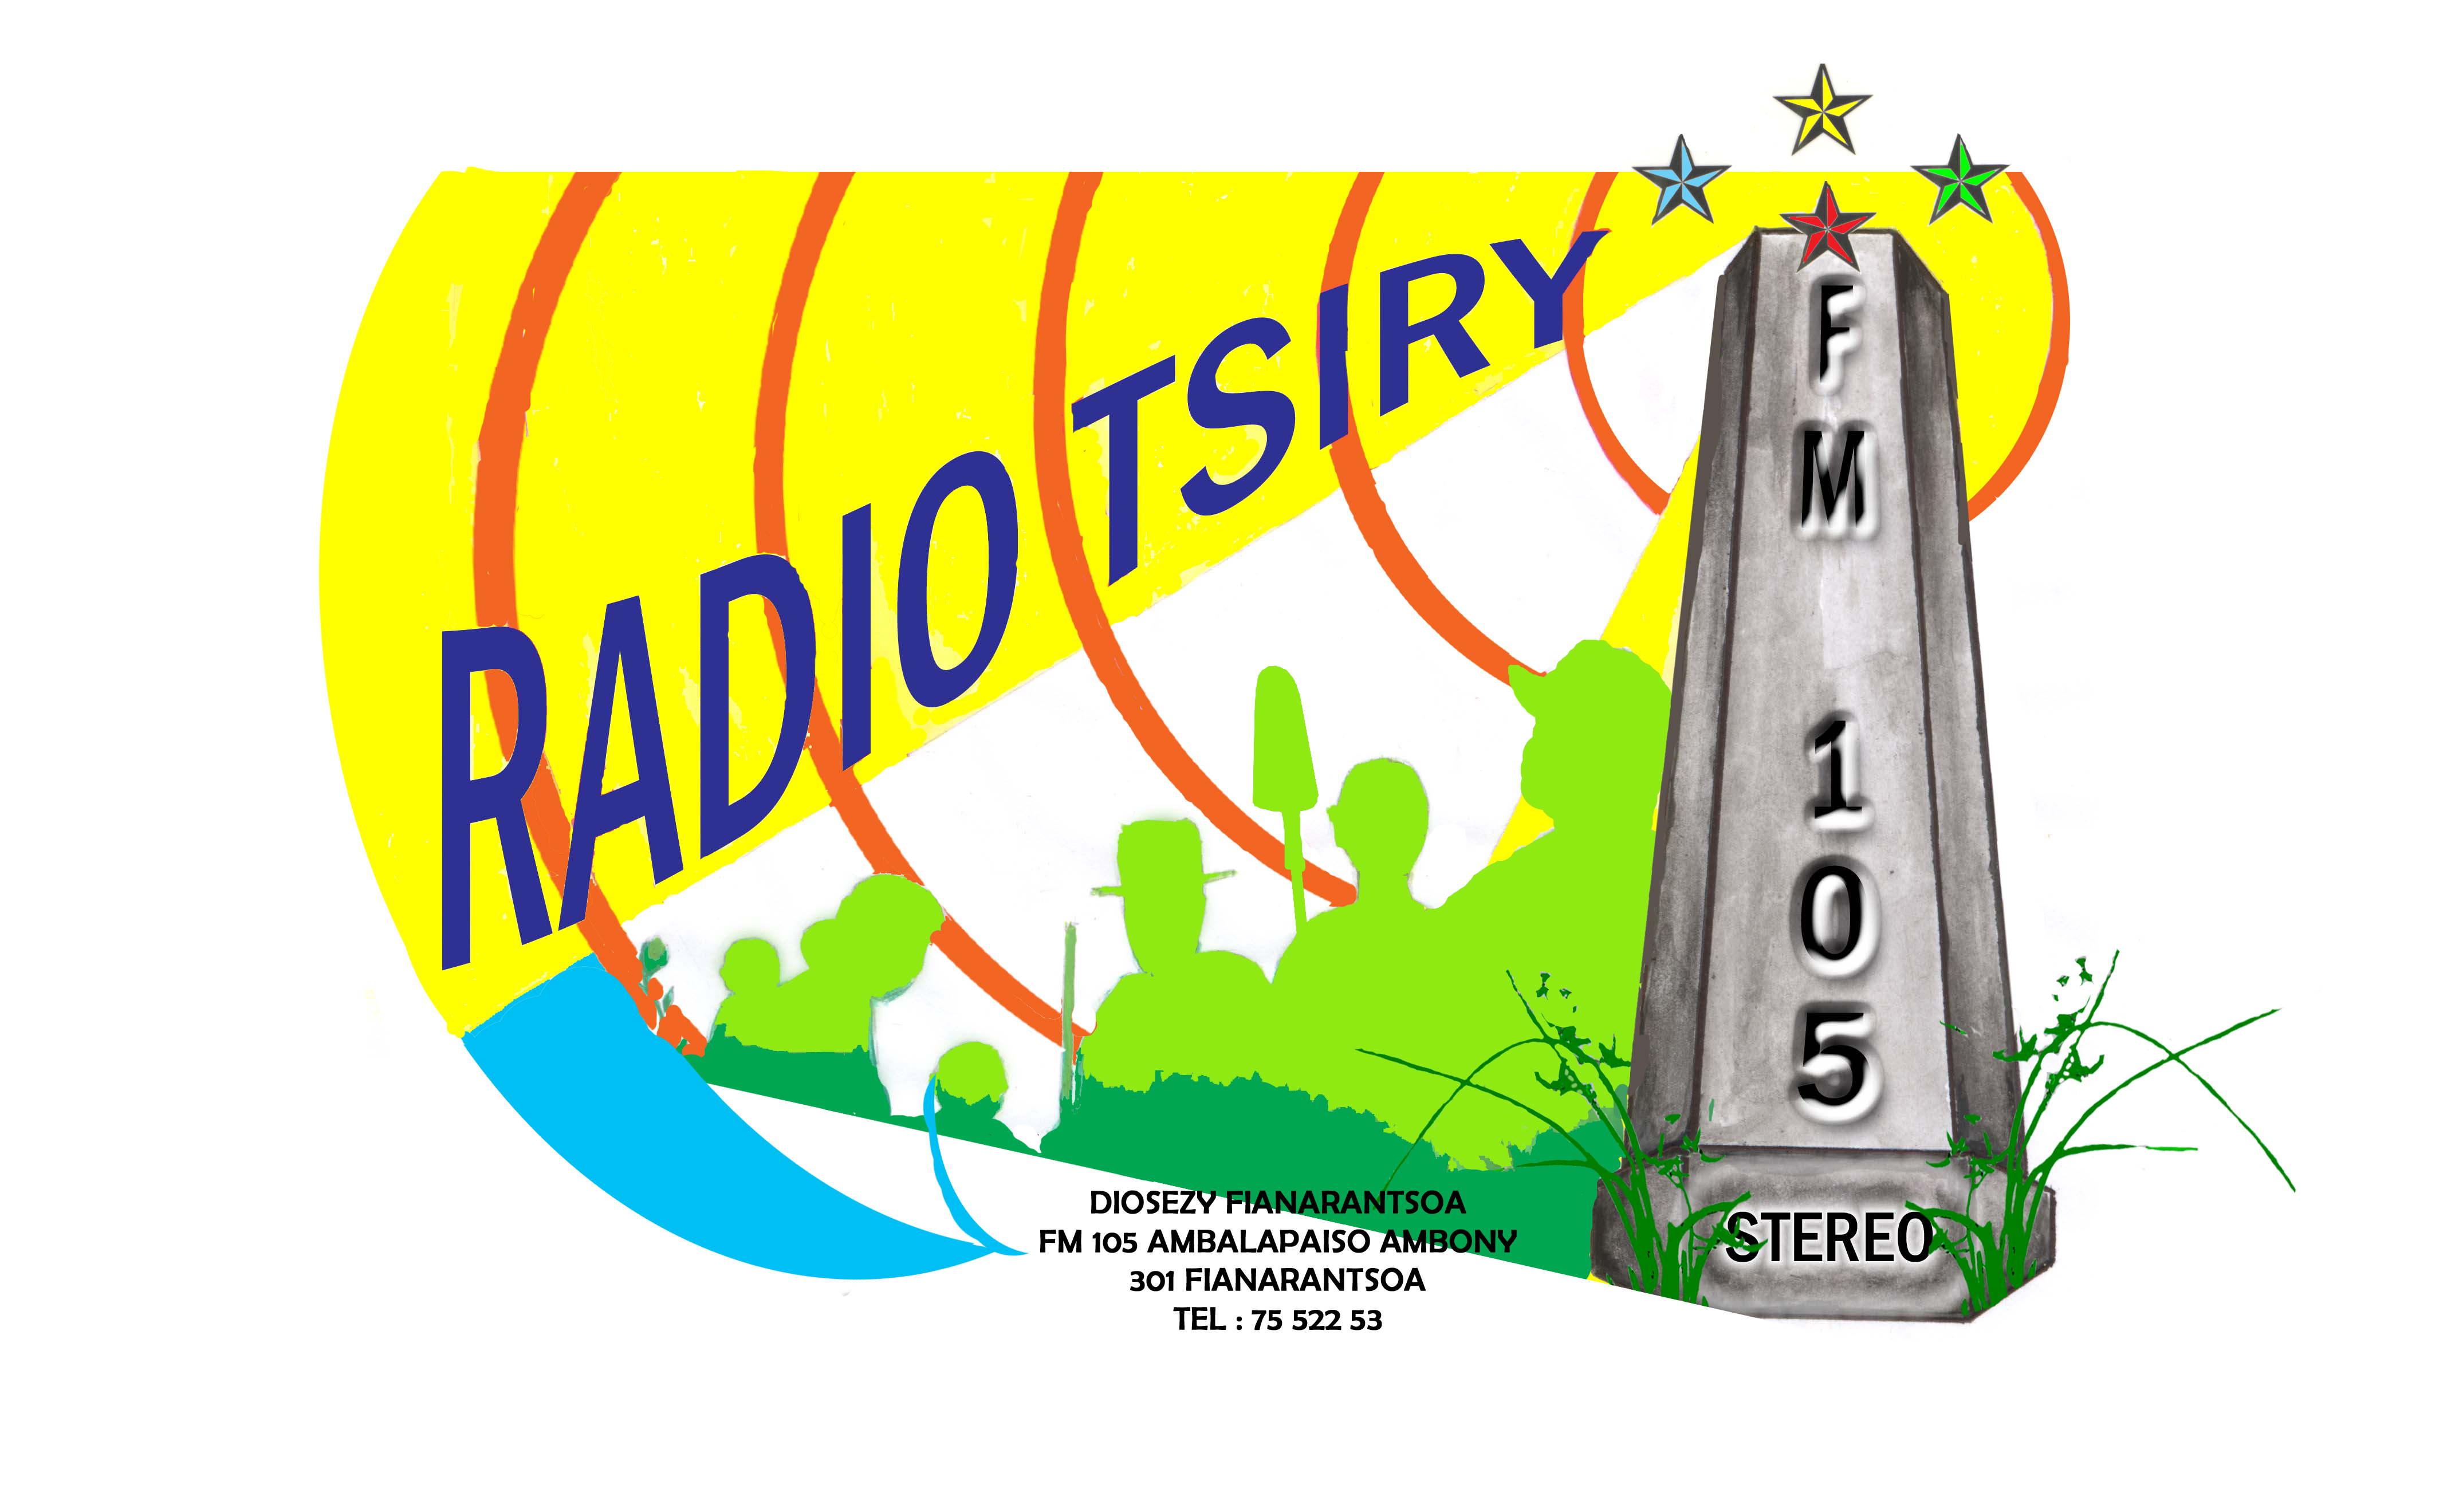 RADIO TSIRY
FM 105
STEREO
DIOSEZY FIANARANTSOA
FM 105 AMBALAPAISO AMBONY
301 FIANARANTSOA
TEL : 75 522 53